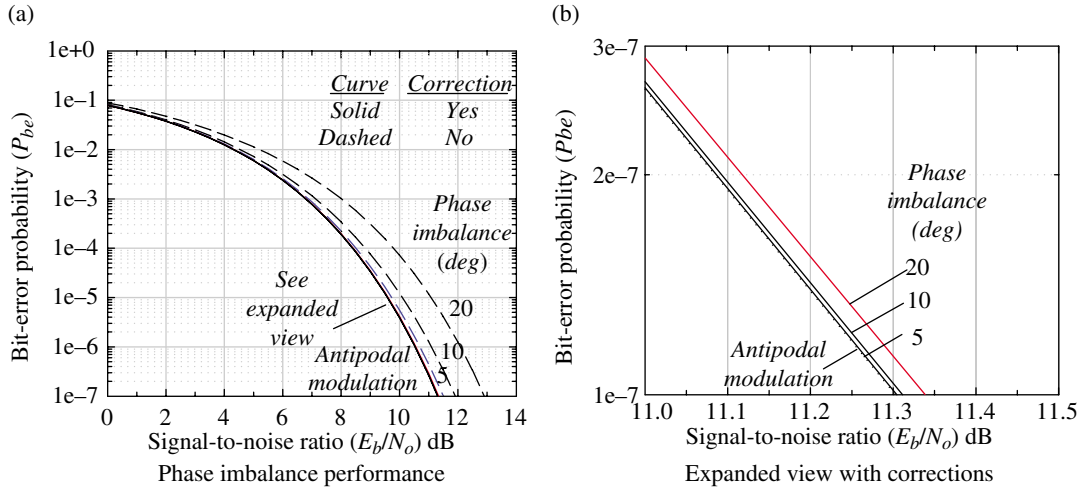 (a)
1e+0
1e−1
1e−2
1e−3
1e−4
1e−5
1e−6
1e−7
Bit-error probability (Pbe)
Curve Correction
Solid Yes
Dashed No
Phase
imbalance
(deg)
See
expanded
view
20
10
5
Antipodal
modulation
0 2 4 6 8 10 12 14
Signal-to-noise ratio (Eb/No) dB
Phase imbalance performance
(b)
3e−7
2e−7
1e−7
Bit-error probability (Pbe)
Phase
imbalance
(deg)
20
10
5
Antipodal
modulation
11.0 11.1 11.2 11.3 11.4 11.5
Signal-to-noise ratio (Eb/No) dB
Expanded view with corrections